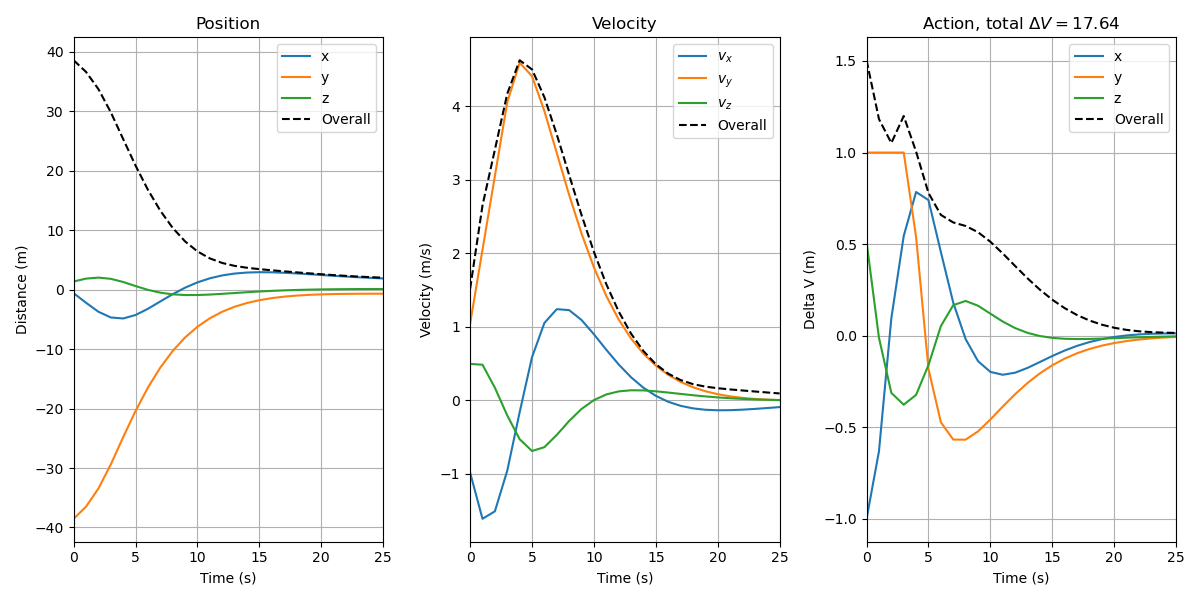 Position
Distance (m)
40
30
20
10
0
−10
−20
−30
−40
0 5 10 15 20 25
Time (s)
x
y
z
Overall
Velocity
Velocity (m/s)
4
3
2
1
0
−1
0 5 10 15 20 25
Time (s)
v_x
v_y
v_z
Overall
Action, total ΔV = 17.64
Delta V (m)
1.5
1.0
0.5
0.0
−0.5
−1.0
0 5 10 15 20 25
Time (s)
x
y
z
Overall